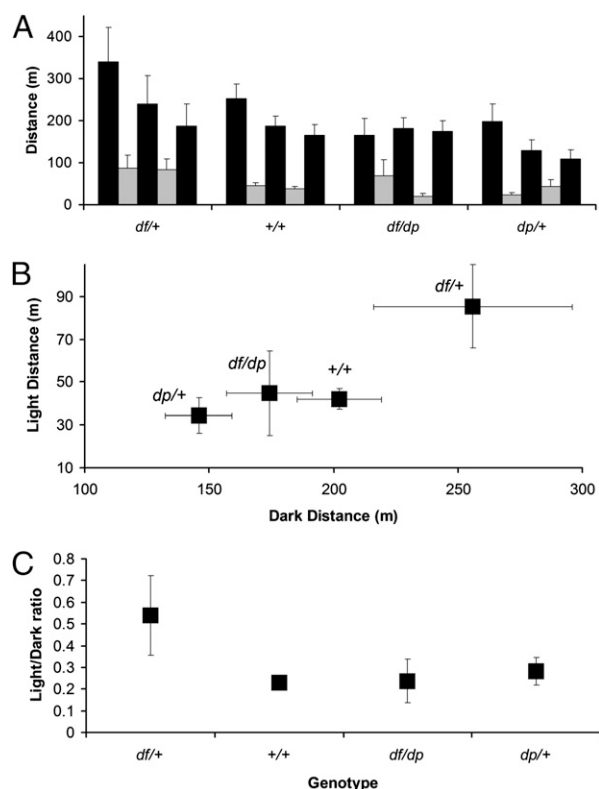 A
Distance (m)
400
300
200
100
0
df/+ +/+ df/dp dp/+
B
Light Distance (m)
90
70
50
30
10
df/+
df/dp
+/+
dp/+
100 150 200 250 300
Dark Distance (m)
C
Light/Dark ratio
0.8
0.7
0.6
0.5
0.4
0.3
0.2
0.1
0
df/+ +/+ df/dp dp/+
Genotype